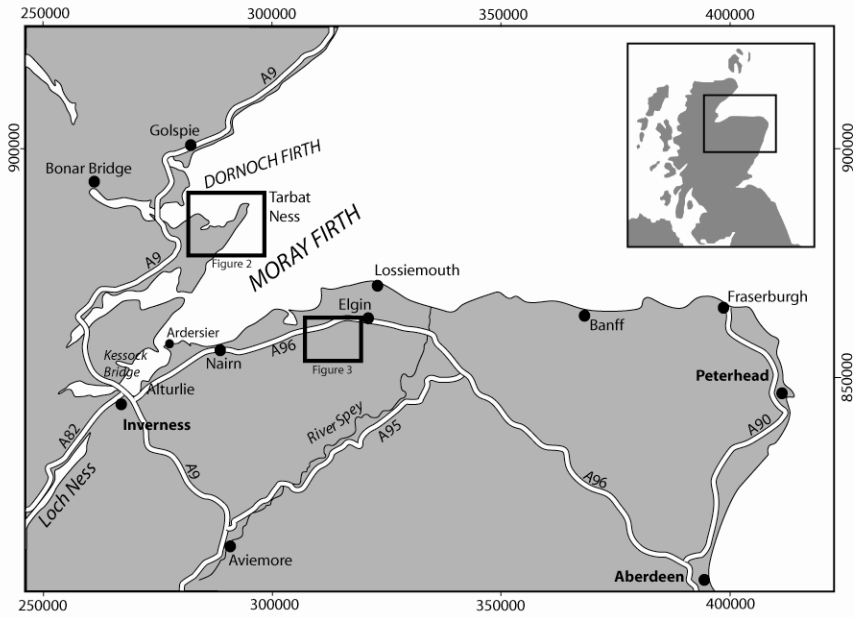 250000
300000
350000
400000
900000
900000
850000
850000
A9
Golspie
DORNOCH FIRTH
Bonar Bridge
Tarbat
Ness
MORAY FIRTH
A9
Figure 2
Lossiemouth
Elgin
Fraserburgh
Banff
Ardersier
Kessock
Bridge
A96
Nairn
Figure 3
Peterhead
Alturlie
Inverness
River Spey
A95
A90
A82
A9
A96
Loch Ness
Aviemore
Aberdeen
250000
300000
350000
400000